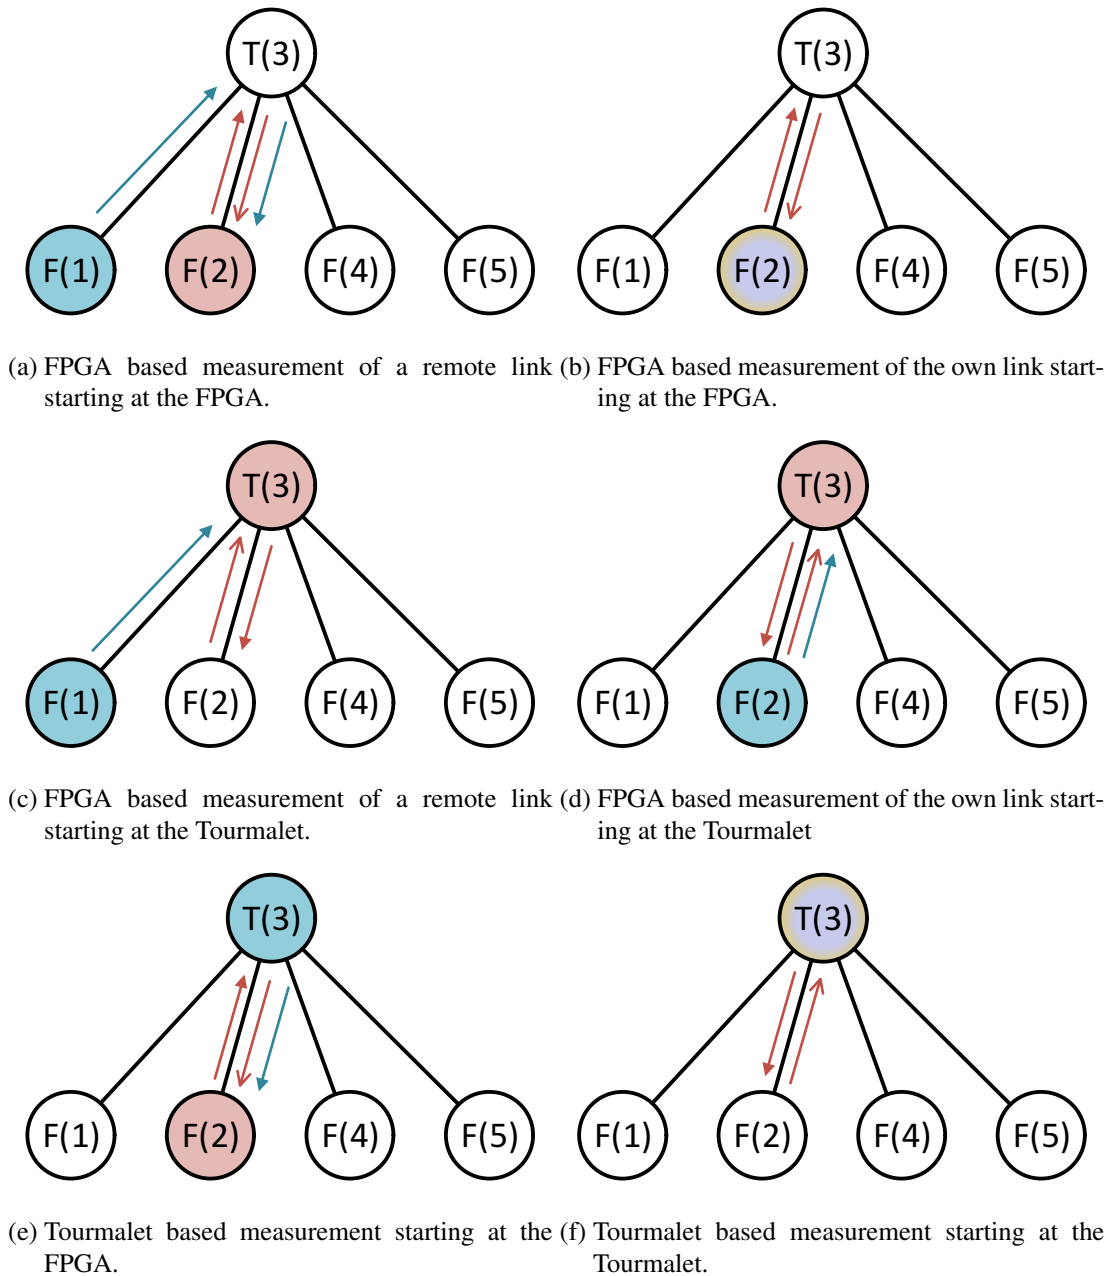 T(3)
F(1) F(2) F(4) F(5)
(a) FPGA based measurement of a remote link
starting at the FPGA.
T(3)
F(1) F(2) F(4) F(5)
(b) FPGA based measurement of the own link start-
ing at the FPGA.
T(3)
F(1) F(2) F(4) F(5)
(c) FPGA based measurement of a remote link
starting at the Tourmalet.
T(3)
F(1) F(2) F(4) F(5)
(d) FPGA based measurement of the own link start-
ing at the Tourmalet
T(3)
F(1) F(2) F(4) F(5)
(e) Tourmalet based measurement starting at the
FPGA.
T(3)
F(1) F(2) F(4) F(5)
(f) Tourmalet based measurement starting at the
Tourmalet.